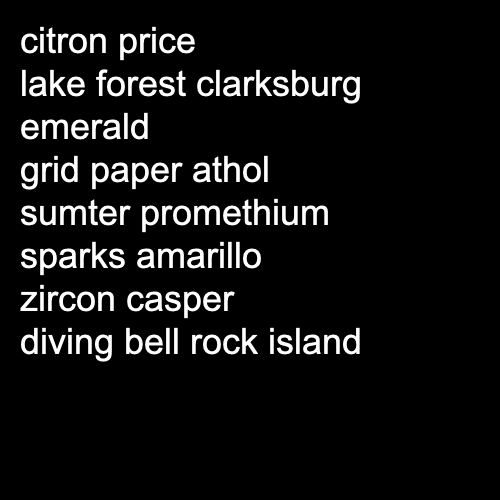 citron price
lake forest clarksburg
emerald
grid paper athol
sumter promethium
sparks amarillo
zircon casper
diving bell rock island